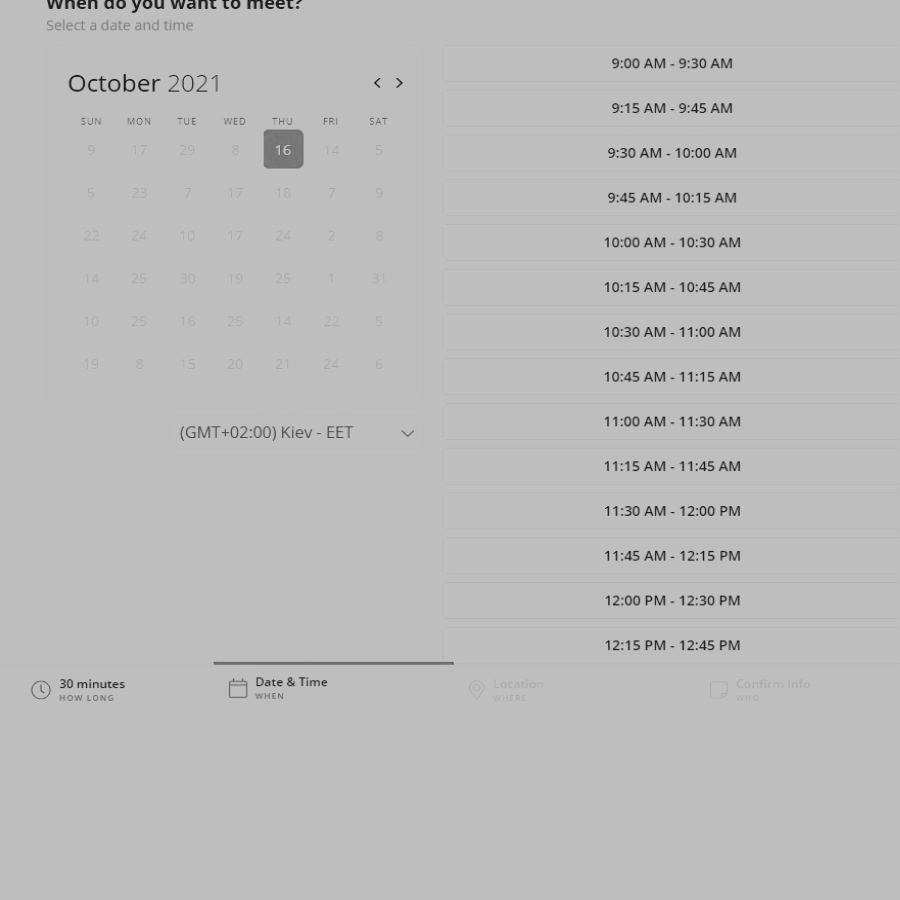 When do you want to meet?
Select a date and time
October 2021
SUN MON TUE WED THU FRI SAT
9 17 29 8 16 14 5
5 23 7 17 18 7 9
22 24 10 17 24 2 8
14 25 30 19 25 1 31
10 25 16 25 14 22 5
19 8 15 20 21 24 6
(GMT+02:00) Kiev - EET
9:00 AM - 9:30 AM
9:15 AM - 9:45 AM
9:30 AM - 10:00 AM
9:45 AM - 10:15 AM
10:00 AM - 10:30 AM
10:15 AM - 10:45 AM
10:30 AM - 11:00 AM
10:45 AM - 11:15 AM
11:00 AM - 11:30 AM
11:15 AM - 11:45 AM
11:30 AM - 12:00 PM
11:45 AM - 12:15 PM
12:00 PM - 12:30 PM
12:15 PM - 12:45 PM
30 minutes
HOW LONG
Date & Time
WHEN
Location
WHERE
Confirm Info
WHO